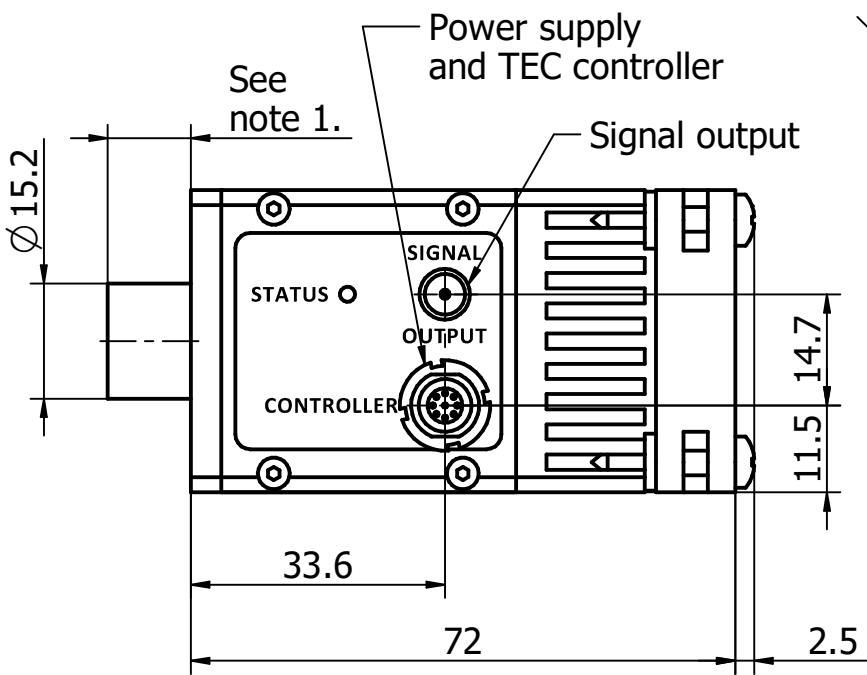 Power supply
and TEC controller
See
note 1.
Signal output
Ø15.2
SIGNAL
STATUS
OUTPUT
CONTROLLER
14.7
11.5
33.6
72
2.5